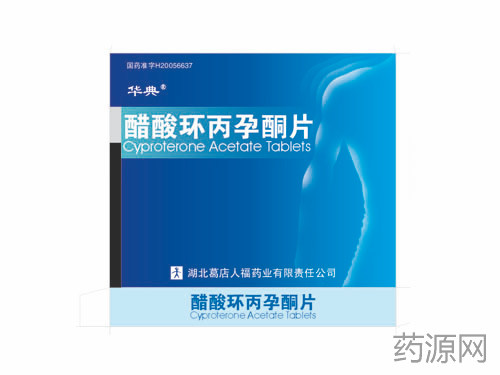 国药准字H20056637
华典®
醋酸环丙孕酮片
Cyproterone Acetate Tablets
湖北葛店人福药业有限责任公司
醋酸环丙孕酮片
Cyproterone Acetate Tablets
药源网